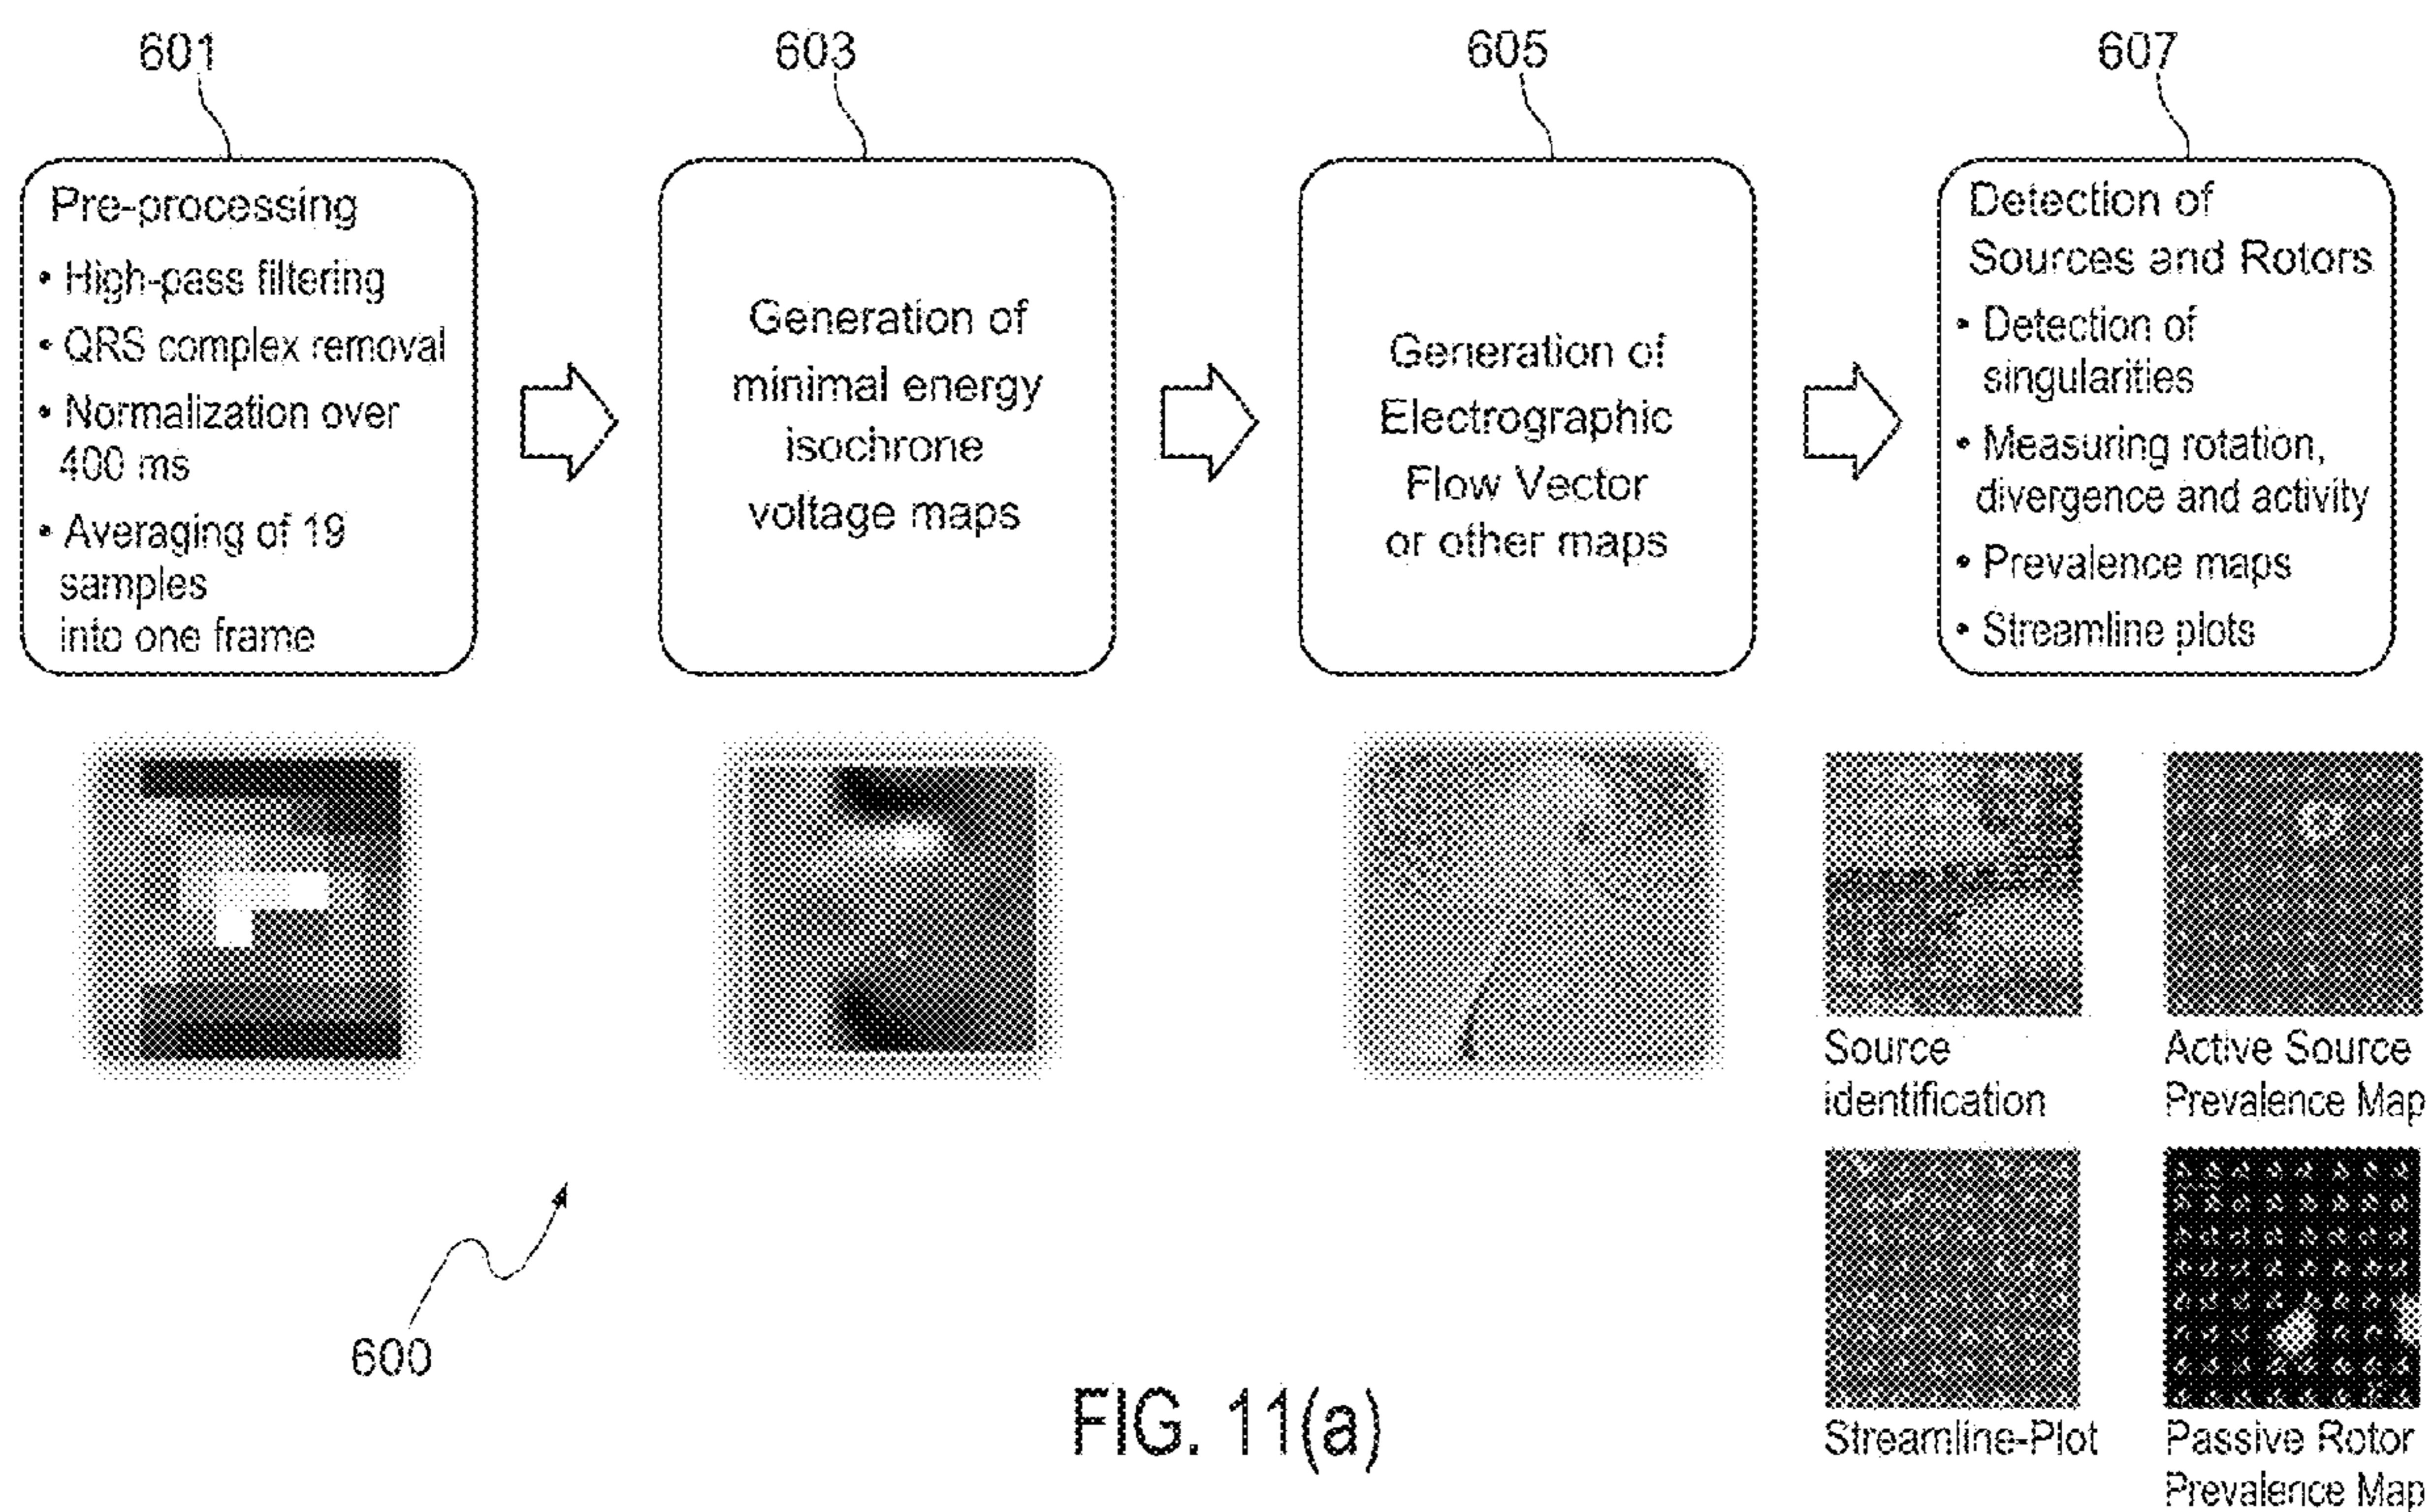 601
603
605
607
Pre-processing
• High-pass filtering
• QRS complex removal
• Normalization over
400 ms
• Averaging of 19
samples
into one frame
Generation of
minimal energy
isochrone
voltage maps
Generation of
Electrographic
Flow Vector
or other maps
Detection of
Sources and Rotors
• Detection of
singularities
• Measuring rotation,
divergence and activity
• Prevalence maps
• Streamline plots
Source
identification
Active Source
Prevalence Map
Streamline-Plot
Passive Rotor
Prevalence Map
600
FIG. 11(a)